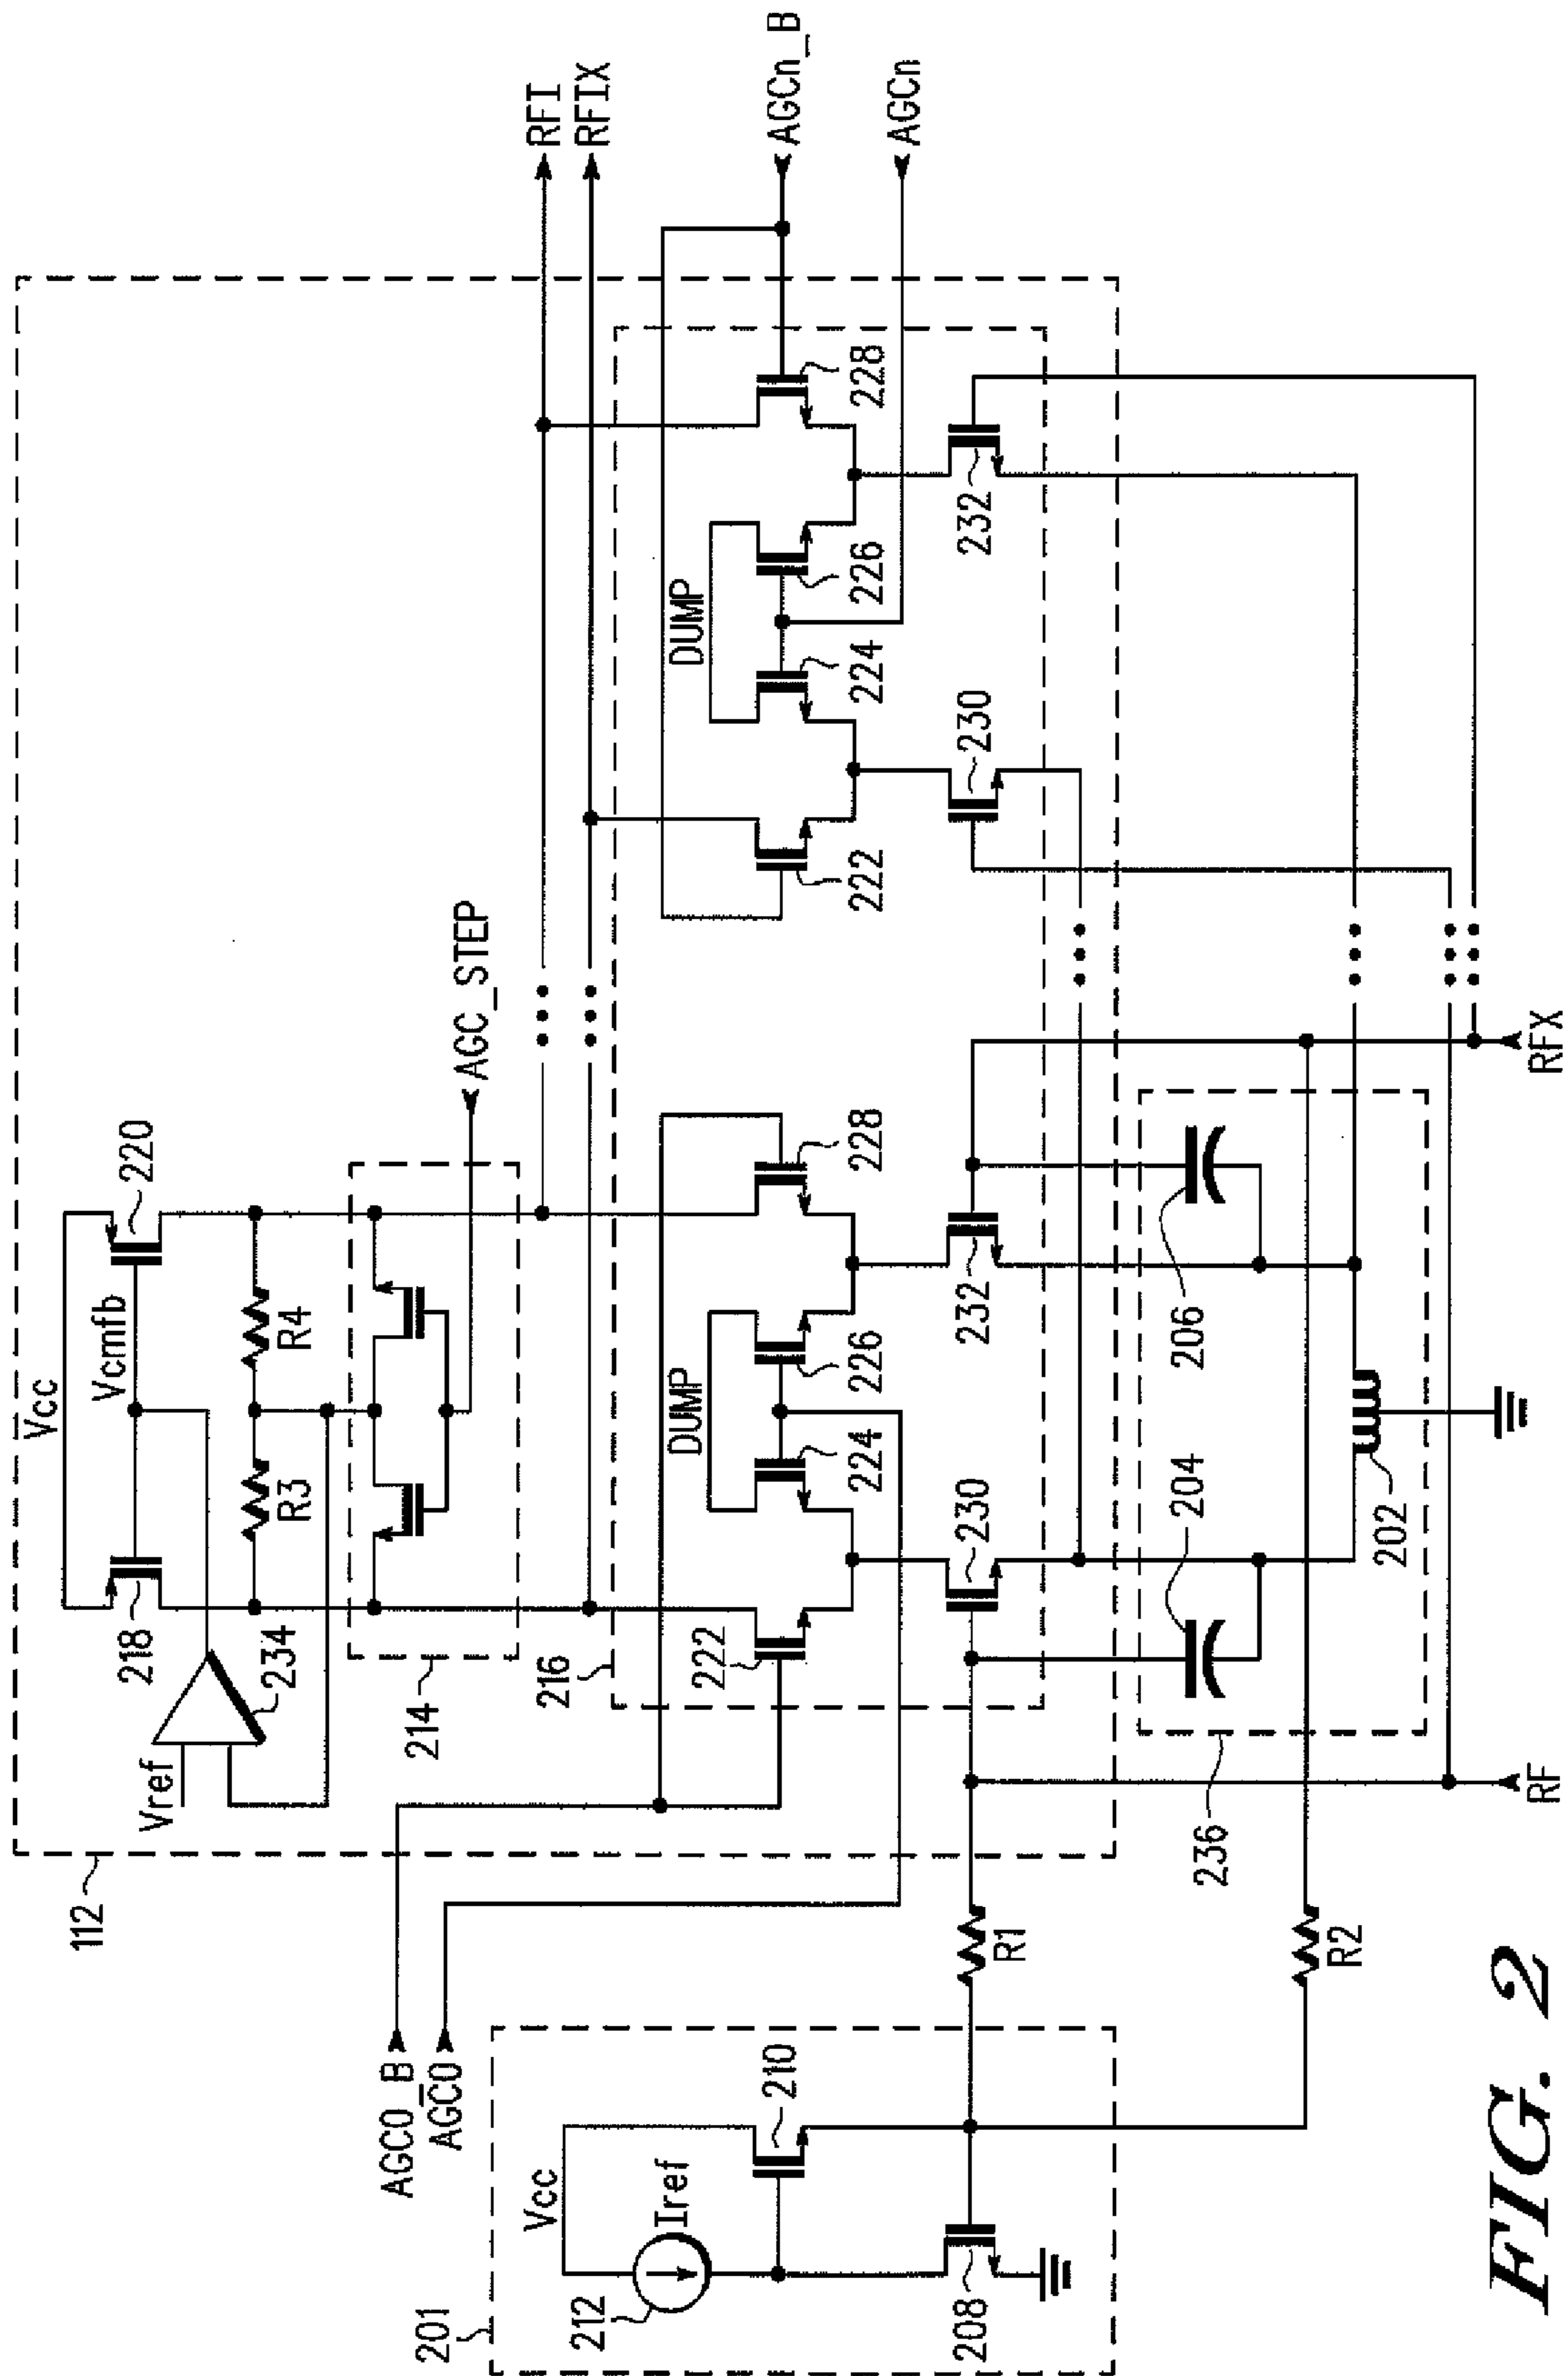 112
Vcc
Vcmfb
218
220
Vref
234
R3
R4
214
AGC_STEP
AGC0_B
AGC0
201
Vcc
216
RFI
RFIX
212
Iref
DUMP
DUMP
210
222
224
226
228
222
224
226
228
AGCn_B
AGCn
208
R1
230
232
230
232
204
206
236
R2
202
RF
RFX
FIG. 2